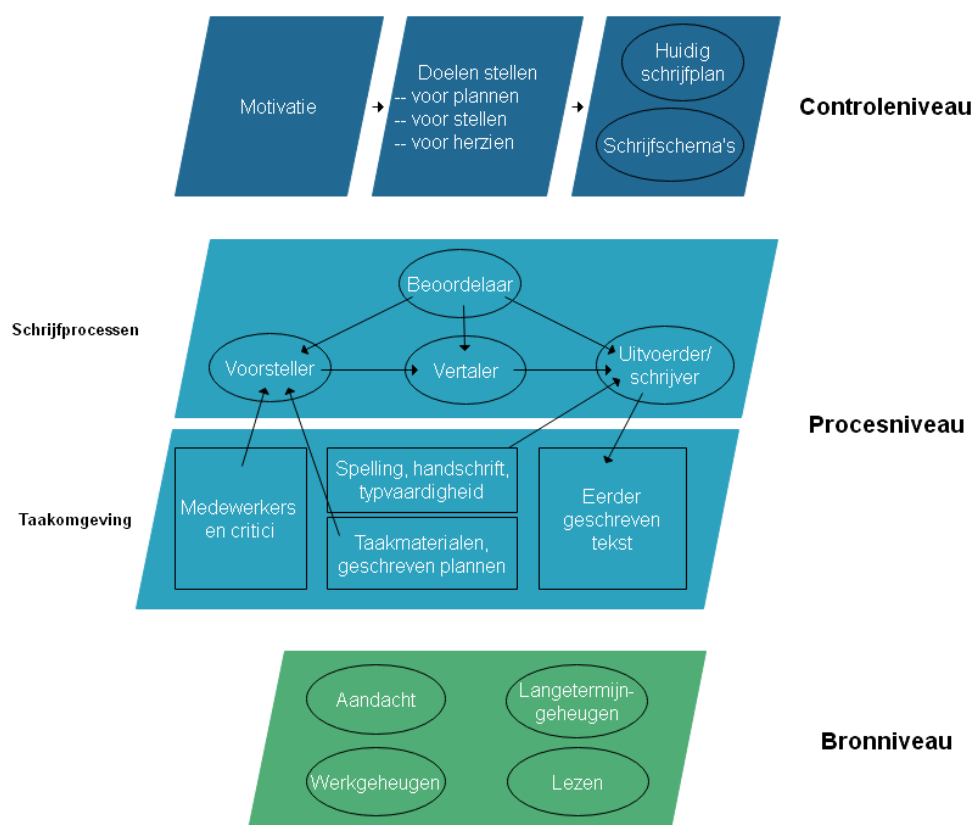 Motivatie
Doelen stellen
-- voor plannen
-- voor stellen
-- voor herzien
Huidig
schrijfplan
Schrijfschema's
Controleniveau
Schrijfprocessen
Beoordelaar
Voorsteller
Vertaler
Uitvoerder/
schrijver
Procesniveau
Taakomgeving
Medewerkers
en critici
Spelling, handschrift,
typvaardigheid
Taakmaterialen,
geschreven plannen
Eerder
geschreven
tekst
Aandacht
Langetermijn-
geheugen
Werkgeheugen
Lezen
Bronniveau